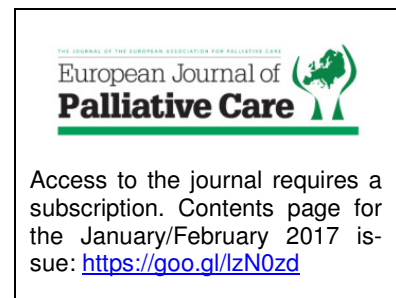 THE JOURNAL OF THE EUROPEAN ASSOCIATION FOR PALLIATIVE CARE
European Journal of
Palliative Care
Access to the journal requires a
subscription. Contents page for
the January/February 2017 is-
sue: https://goo.gl/lzN0zd